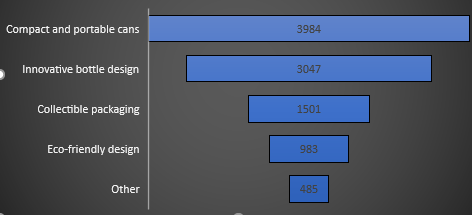 Compact and portable cans 3984
Innovative bottle design 3047
Collectible packaging 1501
Eco-friendly design 983
Other 485